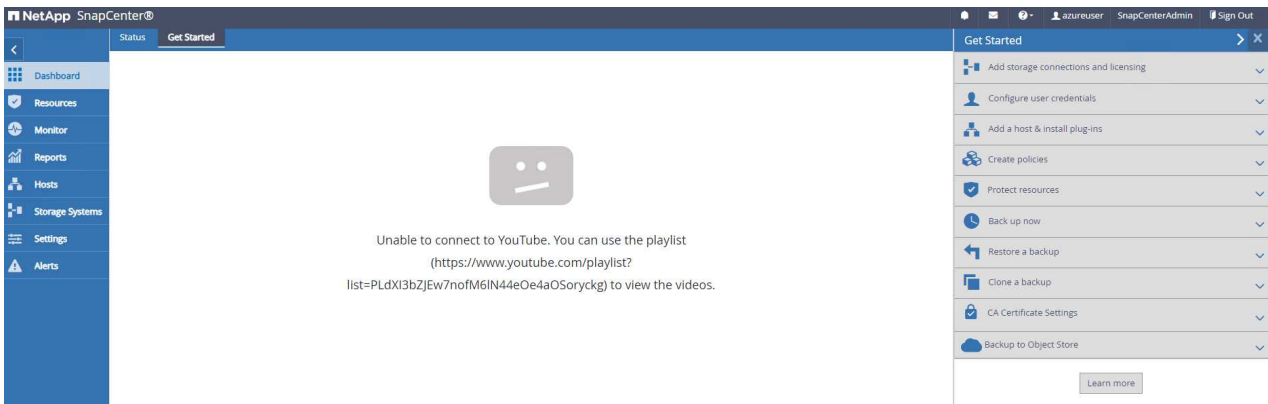 NetApp SnapCenter®
azureuser SnapCenterAdmin Sign Out
Status Get Started
Dashboard
Resources
Monitor
Reports
Hosts
Storage Systems
Settings
Alerts
Unable to connect to YouTube. You can use the playlist
(https://www.youtube.com/playlist?
list=PLdXI3bZJEw7nofM6lN44eOe4aOSoryckg) to view the videos.
Get Started
Add storage connections and licensing
Configure user credentials
Add a host & install plug-ins
Create policies
Protect resources
Back up now
Restore a backup
Clone a backup
CA Certificate Settings
Backup to Object Store
Learn more